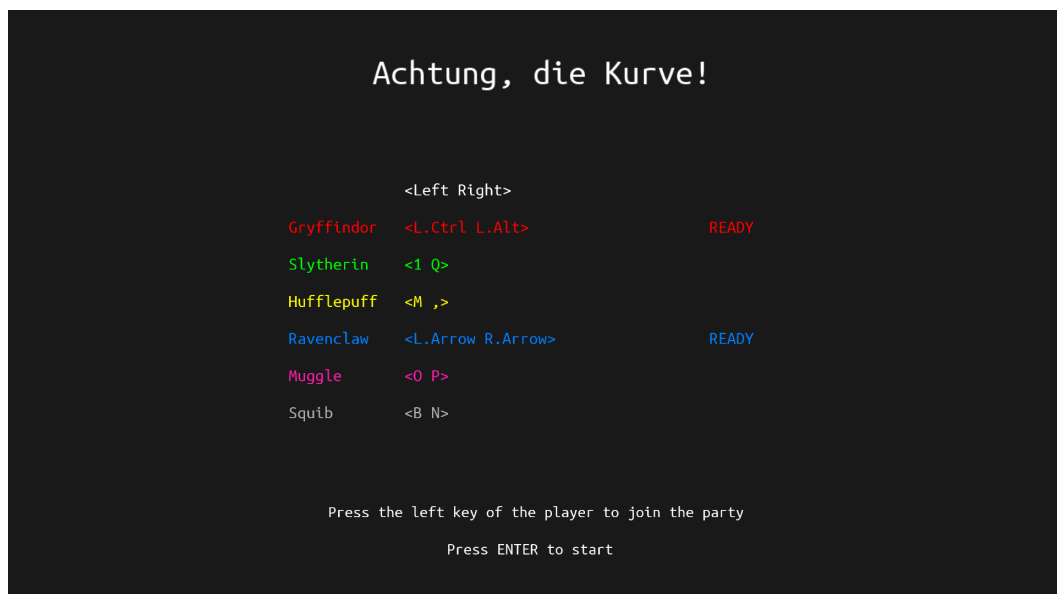 Achtung, die Kurve!
<Left Right>
Gryffindor <L.Ctrl L.Alt> READY
Slytherin <1 Q>
Hufflepuff <M ,>
Ravenclaw <L.Arrow R.Arrow> READY
Muggle <O P>
Squib <B N>
Press the left key of the player to join the party
Press ENTER to start